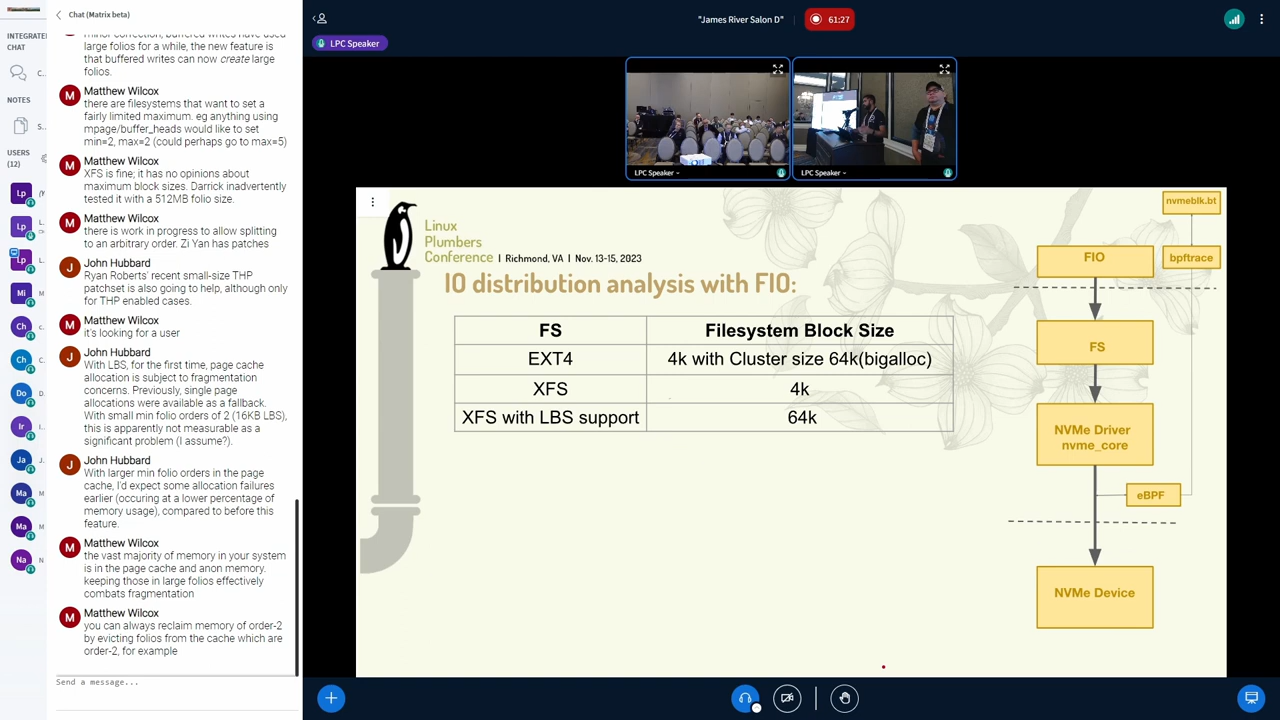 Chat (Matrix beta)
INTEGRATE
CHAT
C...
NOTES
S...
USERS
(12)
minor correction, buffered writes have used
large folios for a while, the new feature is
that buffered writes can now create large
folios.
Matthew Wilcox
there are filesystems that want to set a
fairly limited maximum. eg anything using
mpage/buffer_heads would like to set
min=2, max=2 (could perhaps go to max=5)
Matthew Wilcox
XFS is fine; it has no opinions about
maximum block sizes. Darrick inadvertently
tested it with a 512MB folio size.
Matthew Wilcox
there is work in progress to allow splitting
to an arbitrary order. Zi Yan has patches
John Hubbard
Ryan Roberts' recent small-size THP
patchset is also going to help, although only
for THP enabled cases.
Matthew Wilcox
it's looking for a user
John Hubbard
With LBS, for the first time, page cache
allocation is subject to fragmentation
concerns. Previously, single page
allocations were available as a fallback.
With small min folio orders of 2 (16KB LBS),
this is apparently not measurable as a
significant problem (I assume?).
John Hubbard
With larger min folio orders in the page
cache, I'd expect some allocation failures
earlier (occuring at a lower percentage of
memory usage), compared to before this
feature.
Matthew Wilcox
the vast majority of memory in your system
is in the page cache and anon memory.
keeping those in large folios effectively
combats fragmentation
Matthew Wilcox
you can always reclaim memory of order-2
by evicting folios from the cache which are
order-2, for example
Send a message...
M
M
M
J
M
J
J
M
M
Lp
Lp
Lp
Mi
Ch
Ch
Do
Ir
Ja
Ma
Ma
Na
"James River Salon D"
61:27
LPC Speaker
LPC Speaker
LPC Speaker
Linux
Plumbers
Conference | Richmond, VA | Nov. 13-15, 2023
IO distribution analysis with FIO:
FS Filesystem Block Size
EXT4 4k with Cluster size 64k(bigalloc)
XFS 4k
XFS with LBS support 64k
nvmeblk.bt
FIO
bpftrace
FS
NVMe Driver
nvme_core
eBPF
NVMe Device